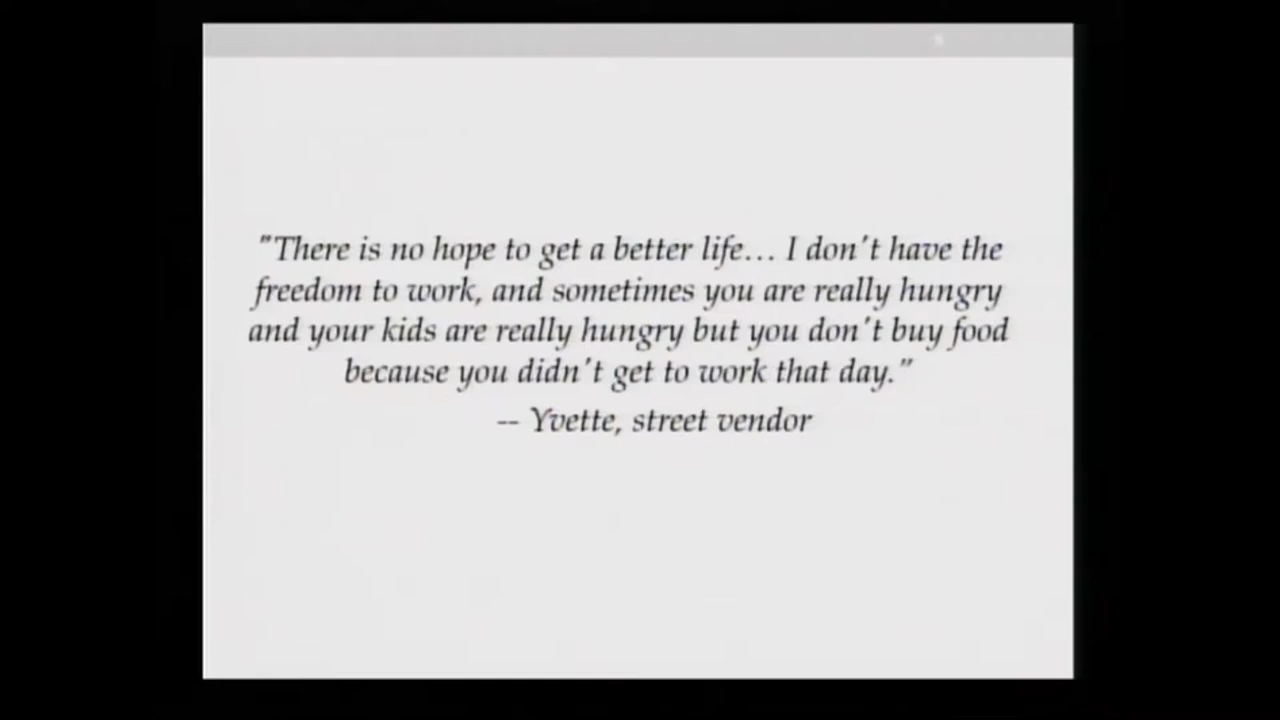 "There is no hope to get a better life... I don't have the
freedom to work, and sometimes you are really hungry
and your kids are really hungry but you don't buy food
because you didn't get to work that day."
-- Yvette, street vendor